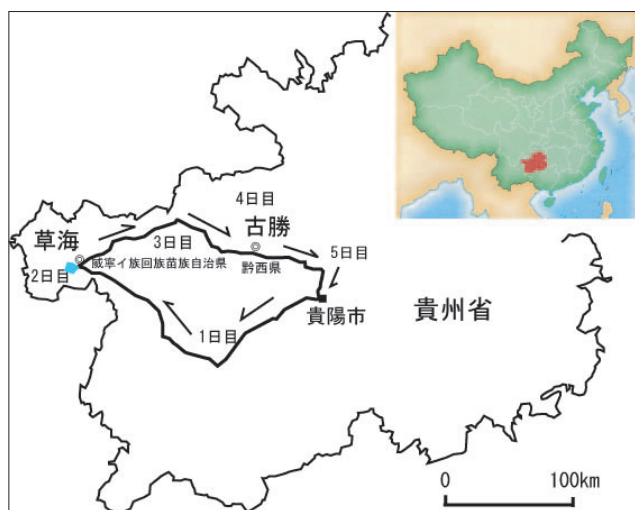 4日目
古勝
草海
3日目
5日目
威寧イ族回族苗族自治県
黔西県
2日目
貴陽市
貴州省
1日目
0 100km